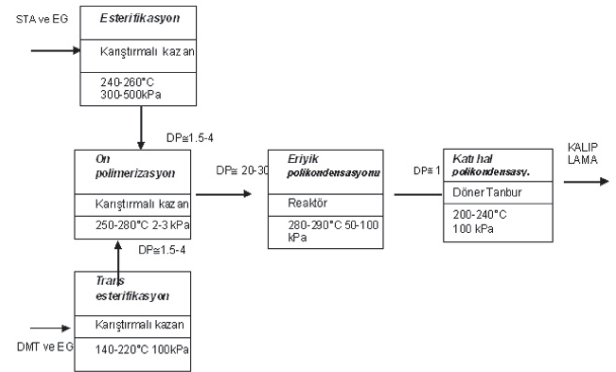 STA ve EG
Esterifikasyon
Karıştırmalı kazan
240-260°C
300-500kPa
DP≅1.5-4
On
polimerizasyon
Karıştırmalı kazan
250-280°C 2-3 kPa
DP≅ 20-30
Eriyik
polikondensasyonu
Reaktör
280-290°C 50-100
kPa
DP≅1
Katı hal
polikondensasy.
Döner Tanbur
200-240°C
100 kPa
KALIP
LAMA
DP≅1.5-4
Trans
esterifikasyon
Karıştırmalı kazan
140-220°C 100kPa
DMT ve EG